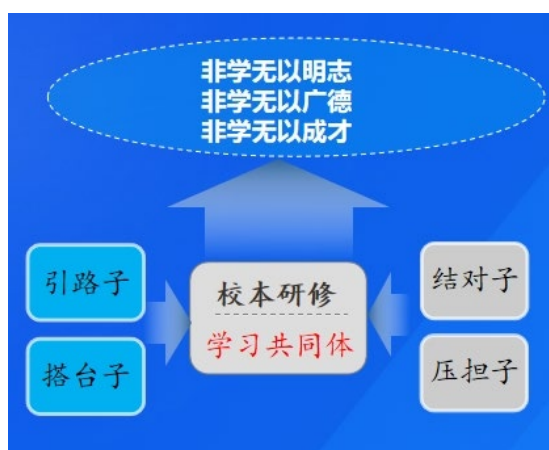 非学无以明志
非学无以广德
非学无以成才
引路子
搭台子
校本研修
学习共同体
结对子
压担子